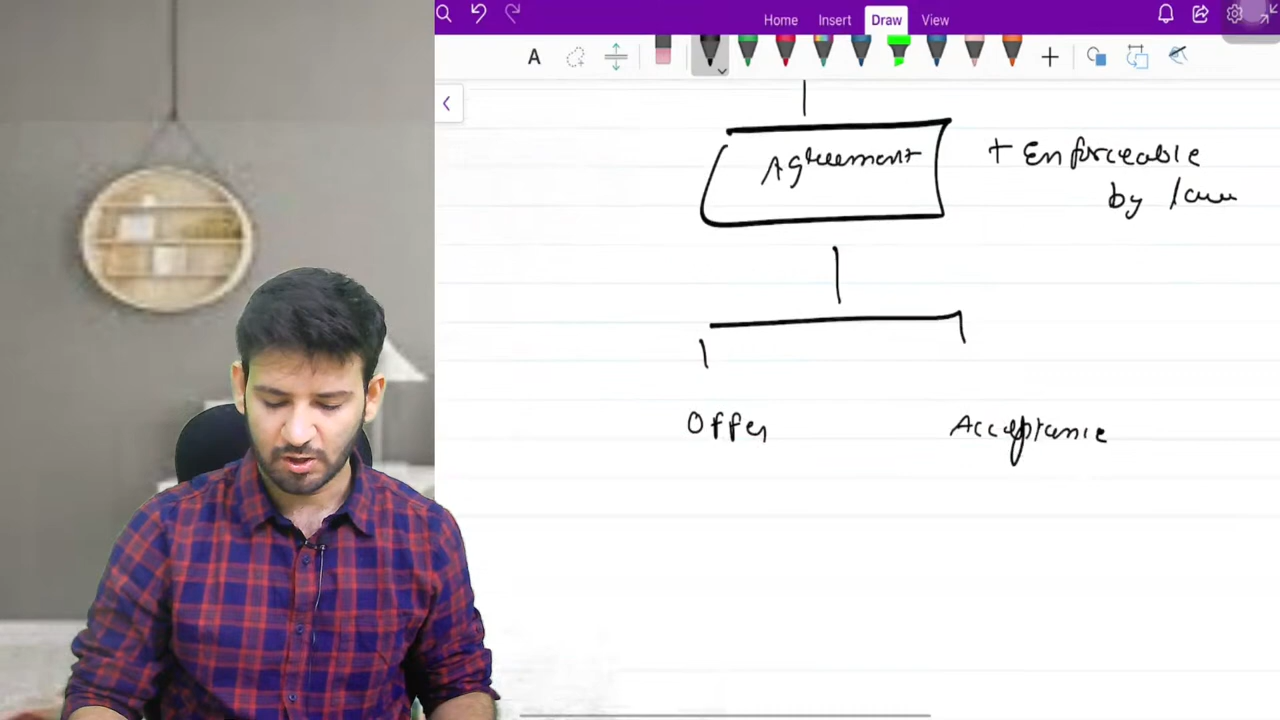 Home Insert Draw View
A
Agreement + Enforceable
by law
Offer Acceptance